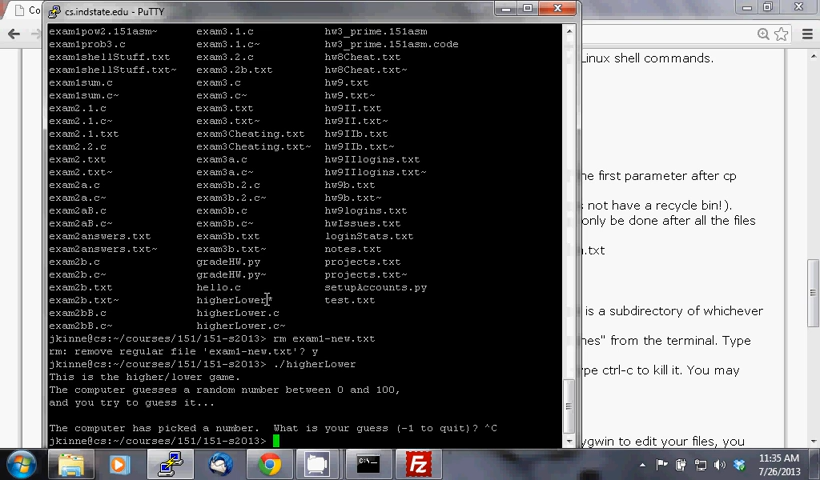 cs.indstate.edu - PuTTY
exam1pow2.151asm~ exam3.1.c hw3_prime.151asm
exam1prob3.c exam3.1.c~ hw3_prime.151asm.code
exam1shellStuff.txt exam3.2.c hw8Cheat.txt
exam1shellStuff.txt~ exam3.2b.txt hw8Cheat.txt~
exam1sum.c exam3.c hw9.txt
exam1sum.c~ exam3.c~ hw9.txt~
exam2.1.c exam3.txt hw9II.txt
exam2.1.c~ exam3.txt~ hw9II.txt~
exam2.1.txt exam3Cheating.txt hw9IIb.txt
exam2.2.c exam3Cheating.txt~ hw9IIb.txt~
exam2.txt exam3a.c hw9IIlogins.txt
exam2a.c exam3b.2.c hw9IIlogins.txt~
exam2a.c~ exam3b.2.c~ hw9b.txt
exam2aB.c exam3b.c hw9logins.txt
exam2aB.c~ exam3b.c~ hwIssues.txt
exam2answers.txt exam3b.txt loginStats.txt
exam2answers.txt~ exam3b.txt~ notes.txt
exam2b.c gradeHW.py projects.txt
exam2b.c~ gradeHW.py~ projects.txt~
exam2b.txt hello.c setupAccounts.py
exam2b.txt~ higherLower* test.txt
exam2bB.c higherLower.c
exam2bB.c~ higherLower.c~
jkinne@cs:~/courses/151/151-s2013> rm exam1-new.txt
rm: remove regular file 'exam1-new.txt'? y
jkinne@cs:~/courses/151/151-s2013> ./higherLower
This is the higher/lower game.
The computer guesses a random number between 0 and 100,
and you try to guess it...
The computer has picked a number. What is your guess (-1 to quit)? ^C
jkinne@cs:~/courses/151/151-s2013>
Linux shell commands.
he first parameter after cp
s not have a recycle bin!).
only be done after all the files
n.txt
is a subdirectory of whichever
hes" from the terminal. Type
ype ctrl-c to kill it. You may
ygwin to edit your files, you
11:35 AM
7/26/2013